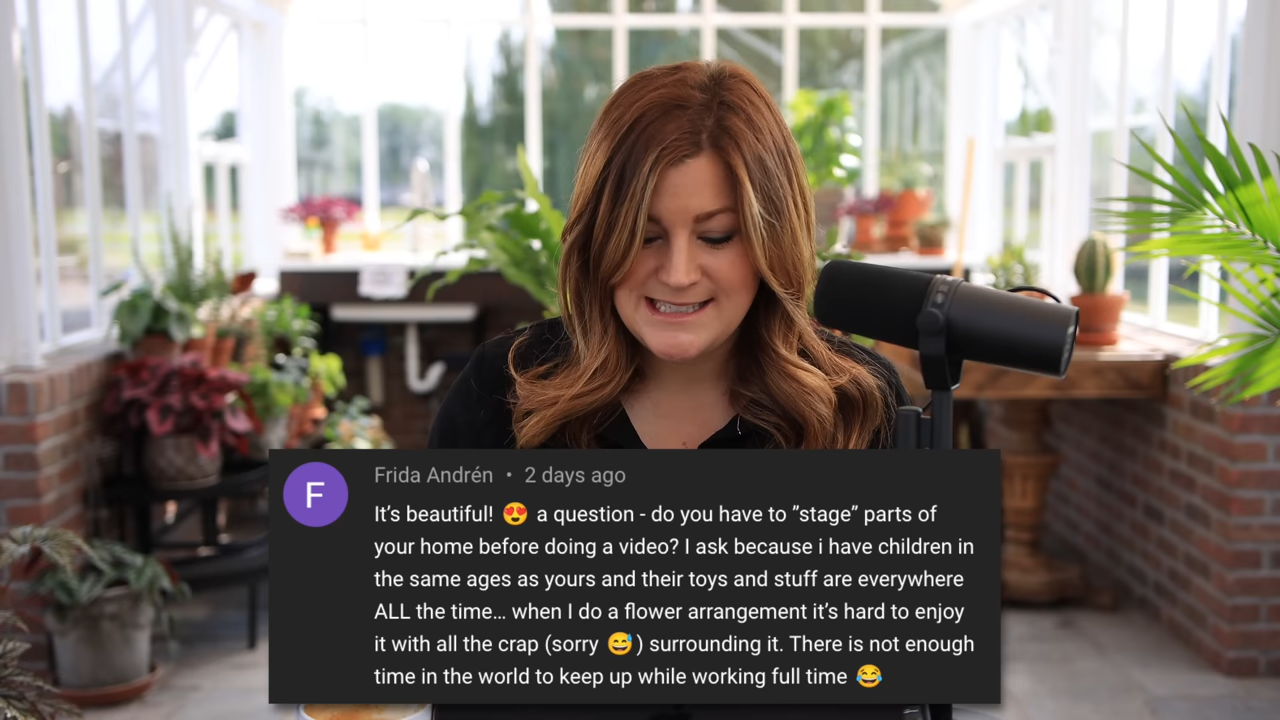 F
Frida Andrén • 2 days ago
It’s beautiful! 😍 a question - do you have to ”stage” parts of
your home before doing a video? I ask because i have children in
the same ages as yours and their toys and stuff are everywhere
ALL the time... when I do a flower arrangement it’s hard to enjoy
it with all the crap (sorry 😅) surrounding it. There is not enough
time in the world to keep up while working full time 😂